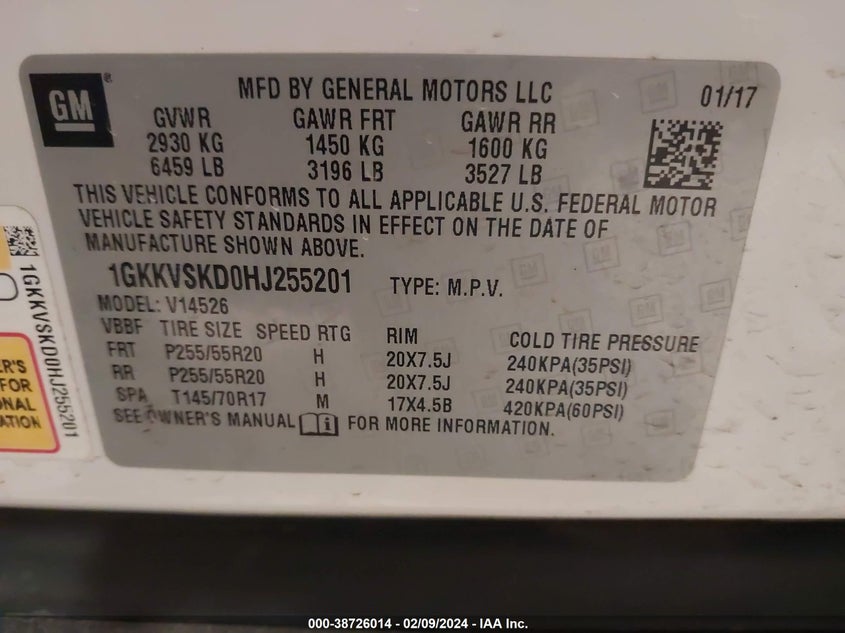 GM ®
MFD BY GENERAL MOTORS LLC 01/17
GVWR GAWR FRT GAWR RR
2930 KG 1450 KG 1600 KG
6459 LB 3196 LB 3527 LB
THIS VEHICLE CONFORMS TO ALL APPLICABLE U.S. FEDERAL MOTOR
VEHICLE SAFETY STANDARDS IN EFFECT ON THE DATE OF
MANUFACTURE SHOWN ABOVE.
1GKKVSKD0HJ255201 TYPE: M.P.V.
MODEL: V14526
VBBF TIRE SIZE SPEED RTG RIM COLD TIRE PRESSURE
FRT P255/55R20 H 20X7.5J 240KPA(35PSI)
RR P255/55R20 H 20X7.5J 240KPA(35PSI)
SPA T145/70R17 M 17X4.5B 420KPA(60PSI)
SEE OWNER'S MANUAL FOR MORE INFORMATION.
1GKKVSKD0HJ255201
ER'S
FOR
ONAL
ATION
000-38726014 - 02/09/2024 - IAA Inc.